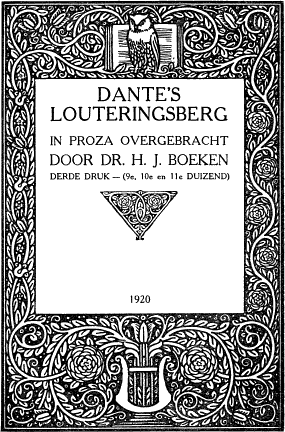 DANTE'S
LOUTERINGSBERG
IN PROZA OVERGEBRACHT
DOOR DR. H. J. BOEKEN
DERDE DRUK — (9e, 10e en 11e DUIZEND)
1920